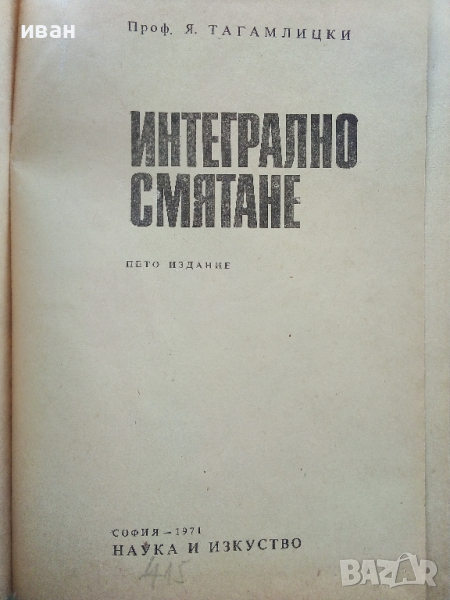 иван
Проф. Я. ТАГАМЛИЦКИ
ИНТЕГРАЛНО
СМЯТАНЕ
ПЕТО ИЗДАНИЕ
СОФИЯ — 1971
НАУКА И ИЗКУСТВО
415
BAZAR